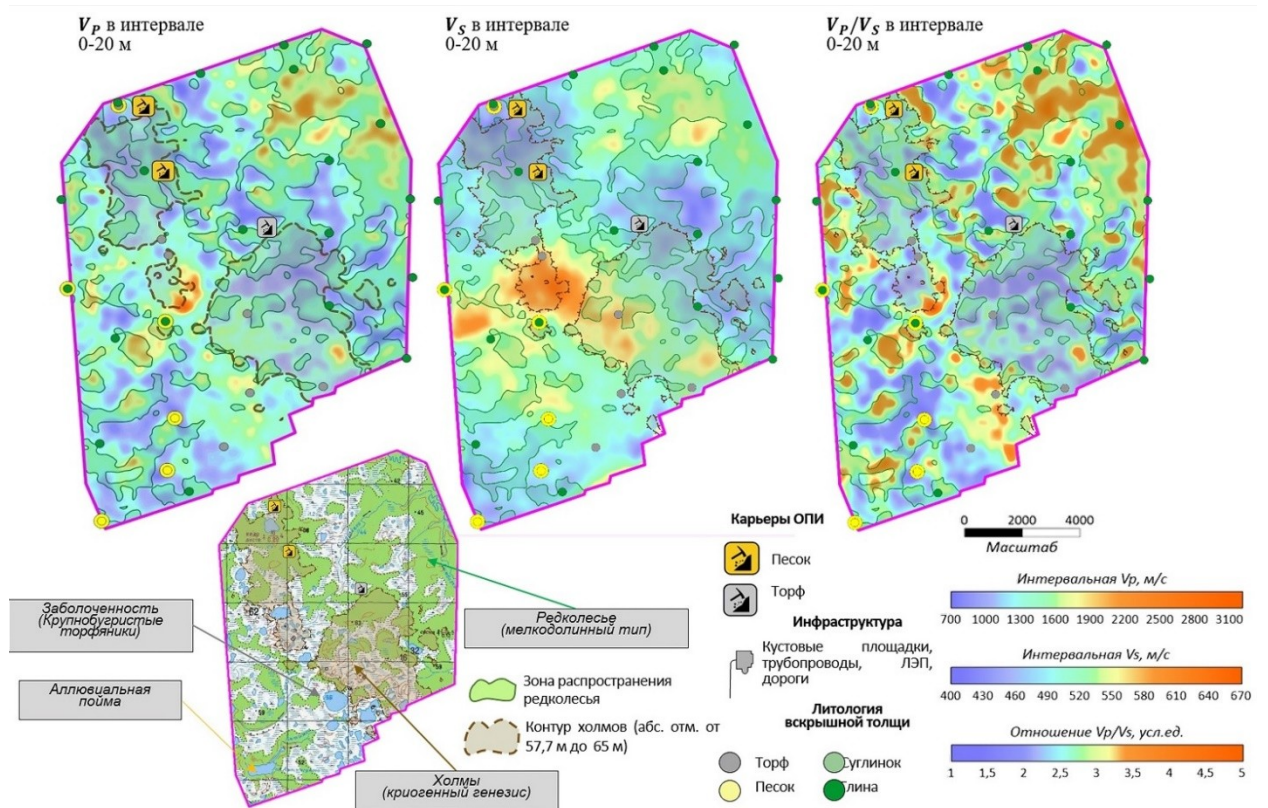 V_P в интервале
0-20 м
V_S в интервале
0-20 м
V_P/V_S в интервале
0-20 м
Заболоченность
(Крупнобугристые
торфяники)
Аллювиальная
пойма
Редколесье
(мелкодолинный тип)
Зона распространения
редколесья
Контур холмов (абс. отм. от
57,7 м до 65 м)
Холмы
(криогенный генезис)
Карьеры ОПИ
Песок
Торф
Инфраструктура
Кустовые площадки,
трубопроводы, ЛЭП,
дороги
Литология
вскрышной толщи
Торф
Суглинок
Песок
Глина
0 2000 4000
Масштаб
Интервальная Vp, м/с
700 1000 1300 1600 1900 2200 2500 2800 3100
Интервальная Vs, м/с
400 430 460 490 520 550 580 610 640 670
Отношение Vp/Vs, усл.ед.
1 1,5 2 2,5 3 3,5 4 4,5 5